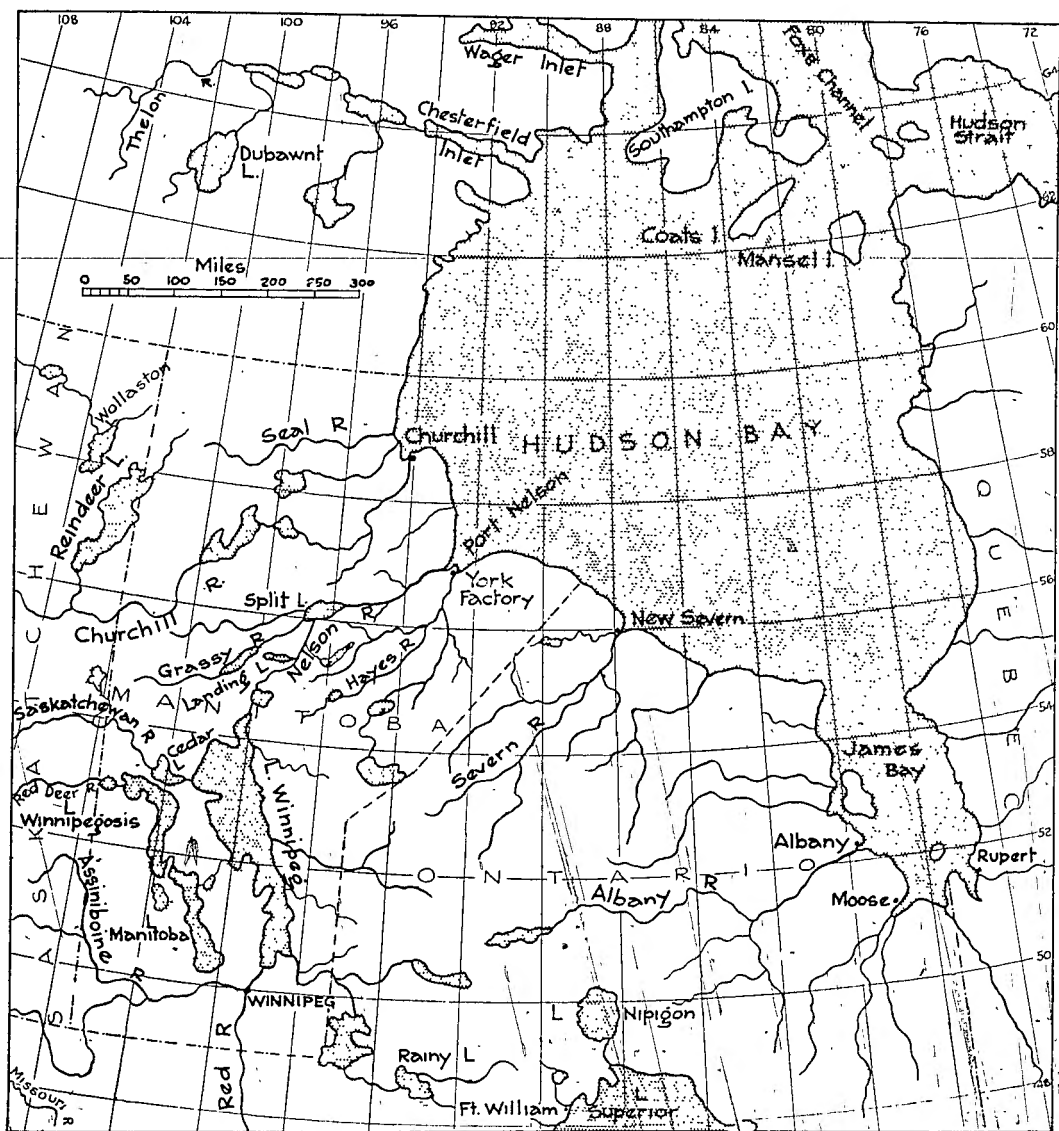 108 104 100 96 92 88 84 80 76 72
Wager Inlet
Foxe Channel
64
Thelon
R
Chesterfield
Inlet
Southampton I.
Hudson
Strait
Dubawnt
L.
62
Coats I.
Mansel I.
Miles
0 50 100 150 200 250 300
60
Wollaston
Reindeer L.
Seal R
Churchill
HUDSON BAY
58
Port Nelson
York
Factory
56
Split L
Churchill R.
New Severn
Grassy R
Landing L
Nelson R
Hayes R
MANITOBA
QUEBEC
Saskatchewan R
54
Cedar
L
Severn R
James
Bay
Red Deer R.
L
Winnipegosis
L Winnipeg
52
Albany
Rupert
ONTARIO
SASKATCHEWAN
Assiniboine R
Albany R
Moose
L
Manitoba
50
WINNIPEG
L Nipigon
Red R
Rainy L
48
Missouri R
Ft. William
L
Superior